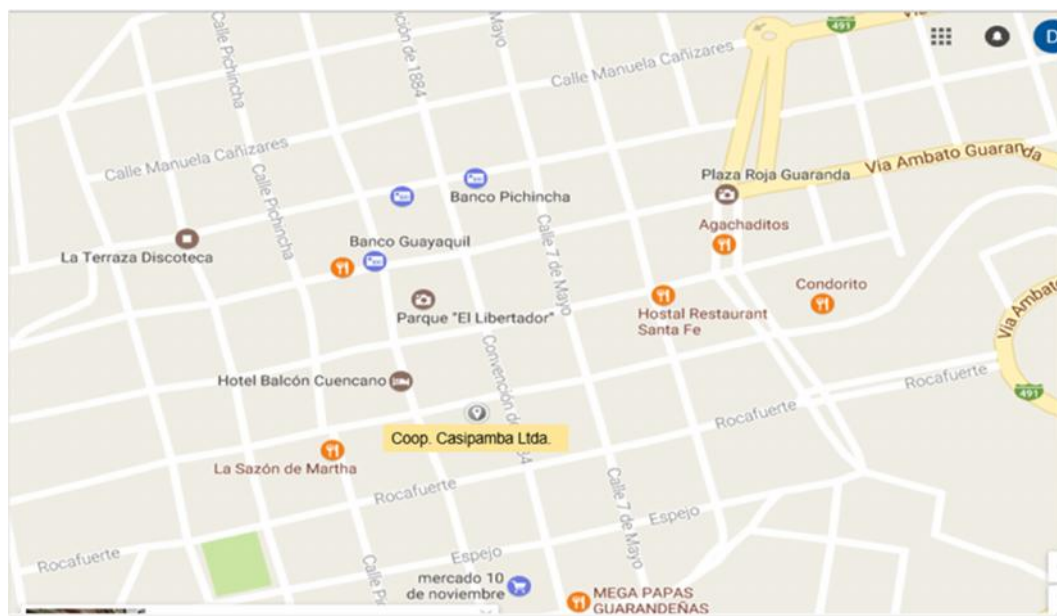 Calle Pichincha
ción de 1884
Mayo
491
Vía
D
Calle Manuela Cañizares
Calle Manuela Cañizares
Vía Ambato Guaranda
Plaza Roja Guaranda
Calle Pichincha
Banco Pichincha
Agachaditos
Calle 7 de Mayo
La Terraza Discoteca
Banco Guayaquil
Condorito
Vía Ambato
Parque "El Libertador"
Hostal Restaurant
Santa Fe
Hotel Balcón Cuencano
Convención de 1884
Rocafuerte
491
Rocafuerte
Coop. Casipamba Ltda.
La Sazón de Martha
Rocafuerte
Calle 7 de Mayo
Espejo
Rocafuerte
Espejo
Calle Pi
mercado 10
de noviembre
MEGA PAPAS
GUARANDEÑAS